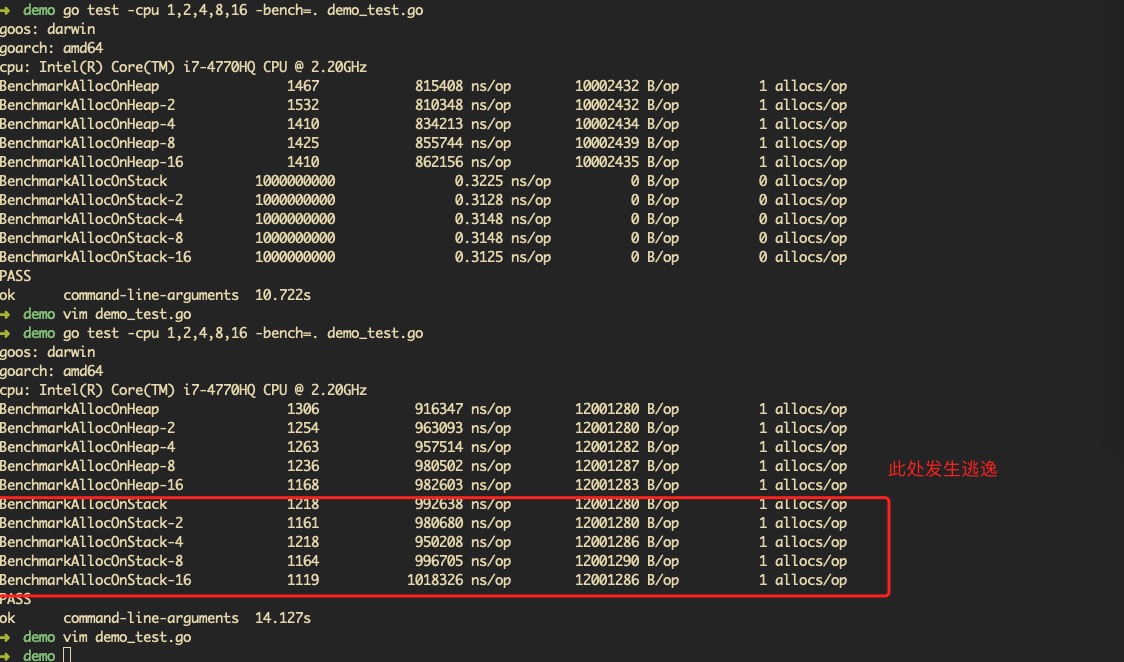 ➜ demo go test -cpu 1,2,4,8,16 -bench=. demo_test.go
goos: darwin
goarch: amd64
cpu: Intel(R) Core(TM) i7-4770HQ CPU @ 2.20GHz
BenchmarkAllocOnHeap 1467 815408 ns/op 10002432 B/op 1 allocs/op
BenchmarkAllocOnHeap-2 1532 810348 ns/op 10002432 B/op 1 allocs/op
BenchmarkAllocOnHeap-4 1410 834213 ns/op 10002434 B/op 1 allocs/op
BenchmarkAllocOnHeap-8 1425 855744 ns/op 10002439 B/op 1 allocs/op
BenchmarkAllocOnHeap-16 1410 862156 ns/op 10002435 B/op 1 allocs/op
BenchmarkAllocOnStack 1000000000 0.3225 ns/op 0 B/op 0 allocs/op
BenchmarkAllocOnStack-2 1000000000 0.3128 ns/op 0 B/op 0 allocs/op
BenchmarkAllocOnStack-4 1000000000 0.3148 ns/op 0 B/op 0 allocs/op
BenchmarkAllocOnStack-8 1000000000 0.3148 ns/op 0 B/op 0 allocs/op
BenchmarkAllocOnStack-16 1000000000 0.3125 ns/op 0 B/op 0 allocs/op
PASS
ok command-line-arguments 10.722s
➜ demo vim demo_test.go
➜ demo go test -cpu 1,2,4,8,16 -bench=. demo_test.go
goos: darwin
goarch: amd64
cpu: Intel(R) Core(TM) i7-4770HQ CPU @ 2.20GHz
BenchmarkAllocOnHeap 1306 916347 ns/op 12001280 B/op 1 allocs/op
BenchmarkAllocOnHeap-2 1254 963093 ns/op 12001280 B/op 1 allocs/op
BenchmarkAllocOnHeap-4 1263 957514 ns/op 12001282 B/op 1 allocs/op
BenchmarkAllocOnHeap-8 1236 980502 ns/op 12001287 B/op 1 allocs/op
此处发生逃逸
BenchmarkAllocOnHeap-16 1168 982603 ns/op 12001283 B/op 1 allocs/op
BenchmarkAllocOnStack 1218 992638 ns/op 12001280 B/op 1 allocs/op
BenchmarkAllocOnStack-2 1161 980680 ns/op 12001280 B/op 1 allocs/op
BenchmarkAllocOnStack-4 1218 950208 ns/op 12001286 B/op 1 allocs/op
BenchmarkAllocOnStack-8 1164 996705 ns/op 12001290 B/op 1 allocs/op
BenchmarkAllocOnStack-16 1119 1018326 ns/op 12001286 B/op 1 allocs/op
PASS
ok command-line-arguments 14.127s
➜ demo vim demo_test.go
➜ demo